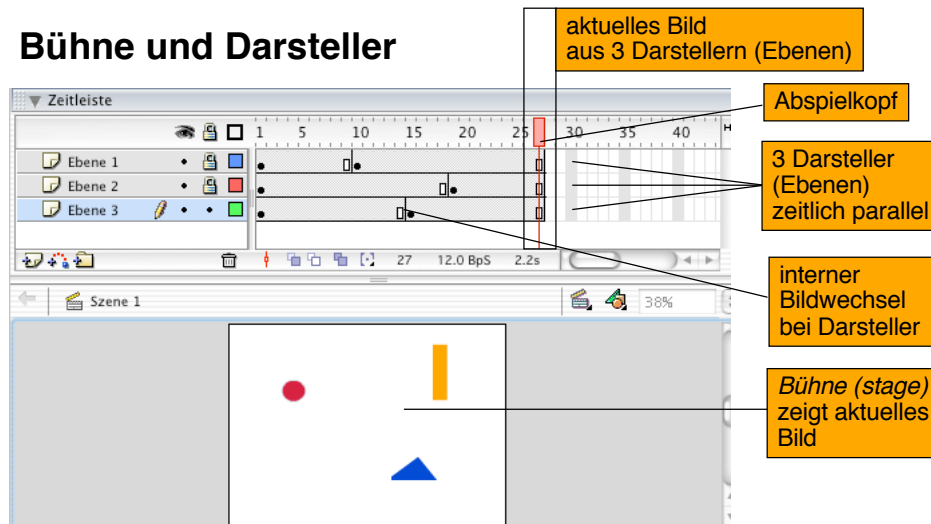 Bühne und Darsteller
aktuelles Bild
aus 3 Darstellern (Ebenen)
Zeitleiste
Abspielkopf
1 5 10 15 20 25 30 35 40 H
Ebene 1
Ebene 2
Ebene 3
3 Darsteller
(Ebenen)
zeitlich parallel
27 12.0 BpS 2.2s
interner
Bildwechsel
bei Darsteller
Szene 1
38%
Bühne (stage)
zeigt aktuelles
Bild